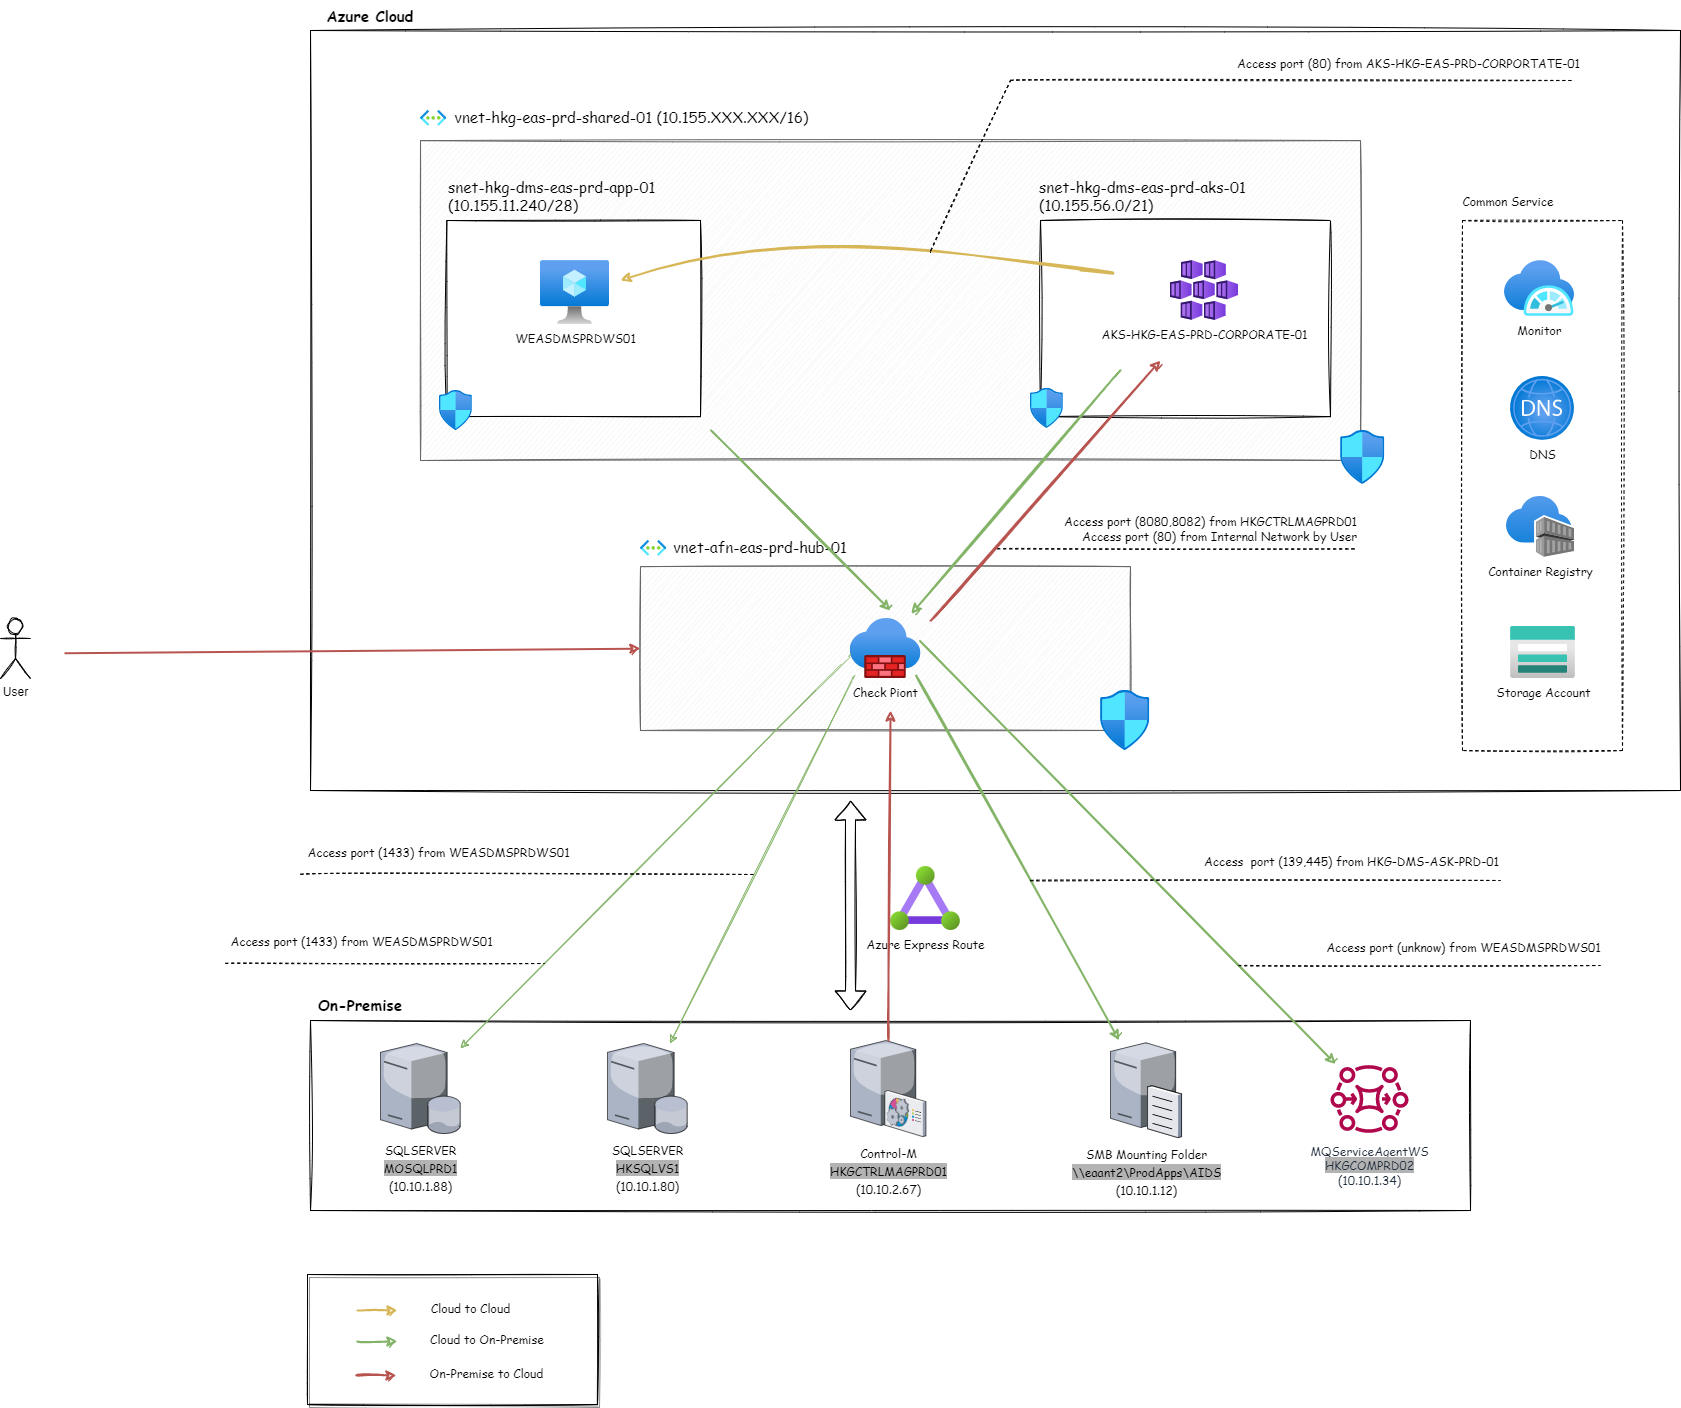 Azure Cloud
Access port (80) from AKS-HKG-EAS-PRD-CORPORTATE-01
vnet-hkg-eas-prd-shared-01 (10.155.XXX.XXX/16)
snet-hkg-dms-eas-prd-app-01
(10.155.11.240/28)
snet-hkg-dms-eas-prd-aks-01
(10.155.56.0/21)
Common Service
WEASDMSPRDWS01
AKS-HKG-EAS-PRD-CORPORATE-01
Monitor
DNS
DNS
Access port (8080,8082) from HKGCTRLMAGPRD01
Access port (80) from Internal Network by User
vnet-afn-eas-prd-hub-01
Container Registry
User
Check Piont
Storage Account
Access port (1433) from WEASDMSPRDWS01
Access  port (139,445) from HKG-DMS-ASK-PRD-01
Azure Express Route
Access port (1433) from WEASDMSPRDWS01
Access port (unknow) from WEASDMSPRDWS01
On-Premise
SQLSERVER
MOSQLPRD1
(10.10.1.88)
SQLSERVER
HKSQLVS1
(10.10.1.80)
Control-M
HKGCTRLMAGPRD01
(10.10.2.67)
SMB Mounting Folder
\\eaant2\ProdApps\AIDS
(10.10.1.12)
MQServiceAgentWS
HKGCOMPRD02
(10.10.1.34)
Cloud to Cloud
Cloud to On-Premise
On-Premise to Cloud